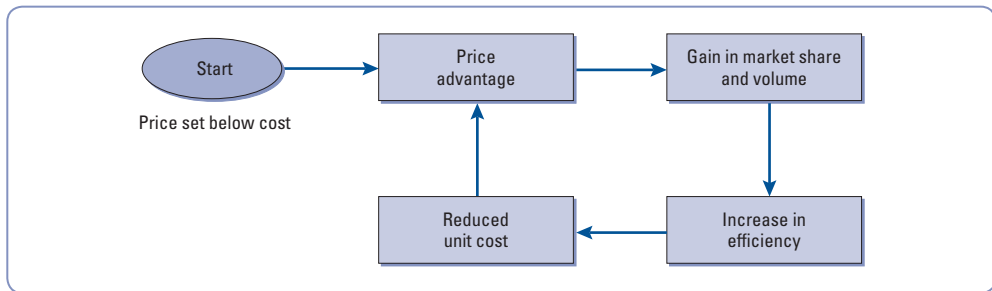 Start
Price set below cost
Price
advantage
Gain in market share
and volume
Increase in
efficiency
Reduced
unit cost